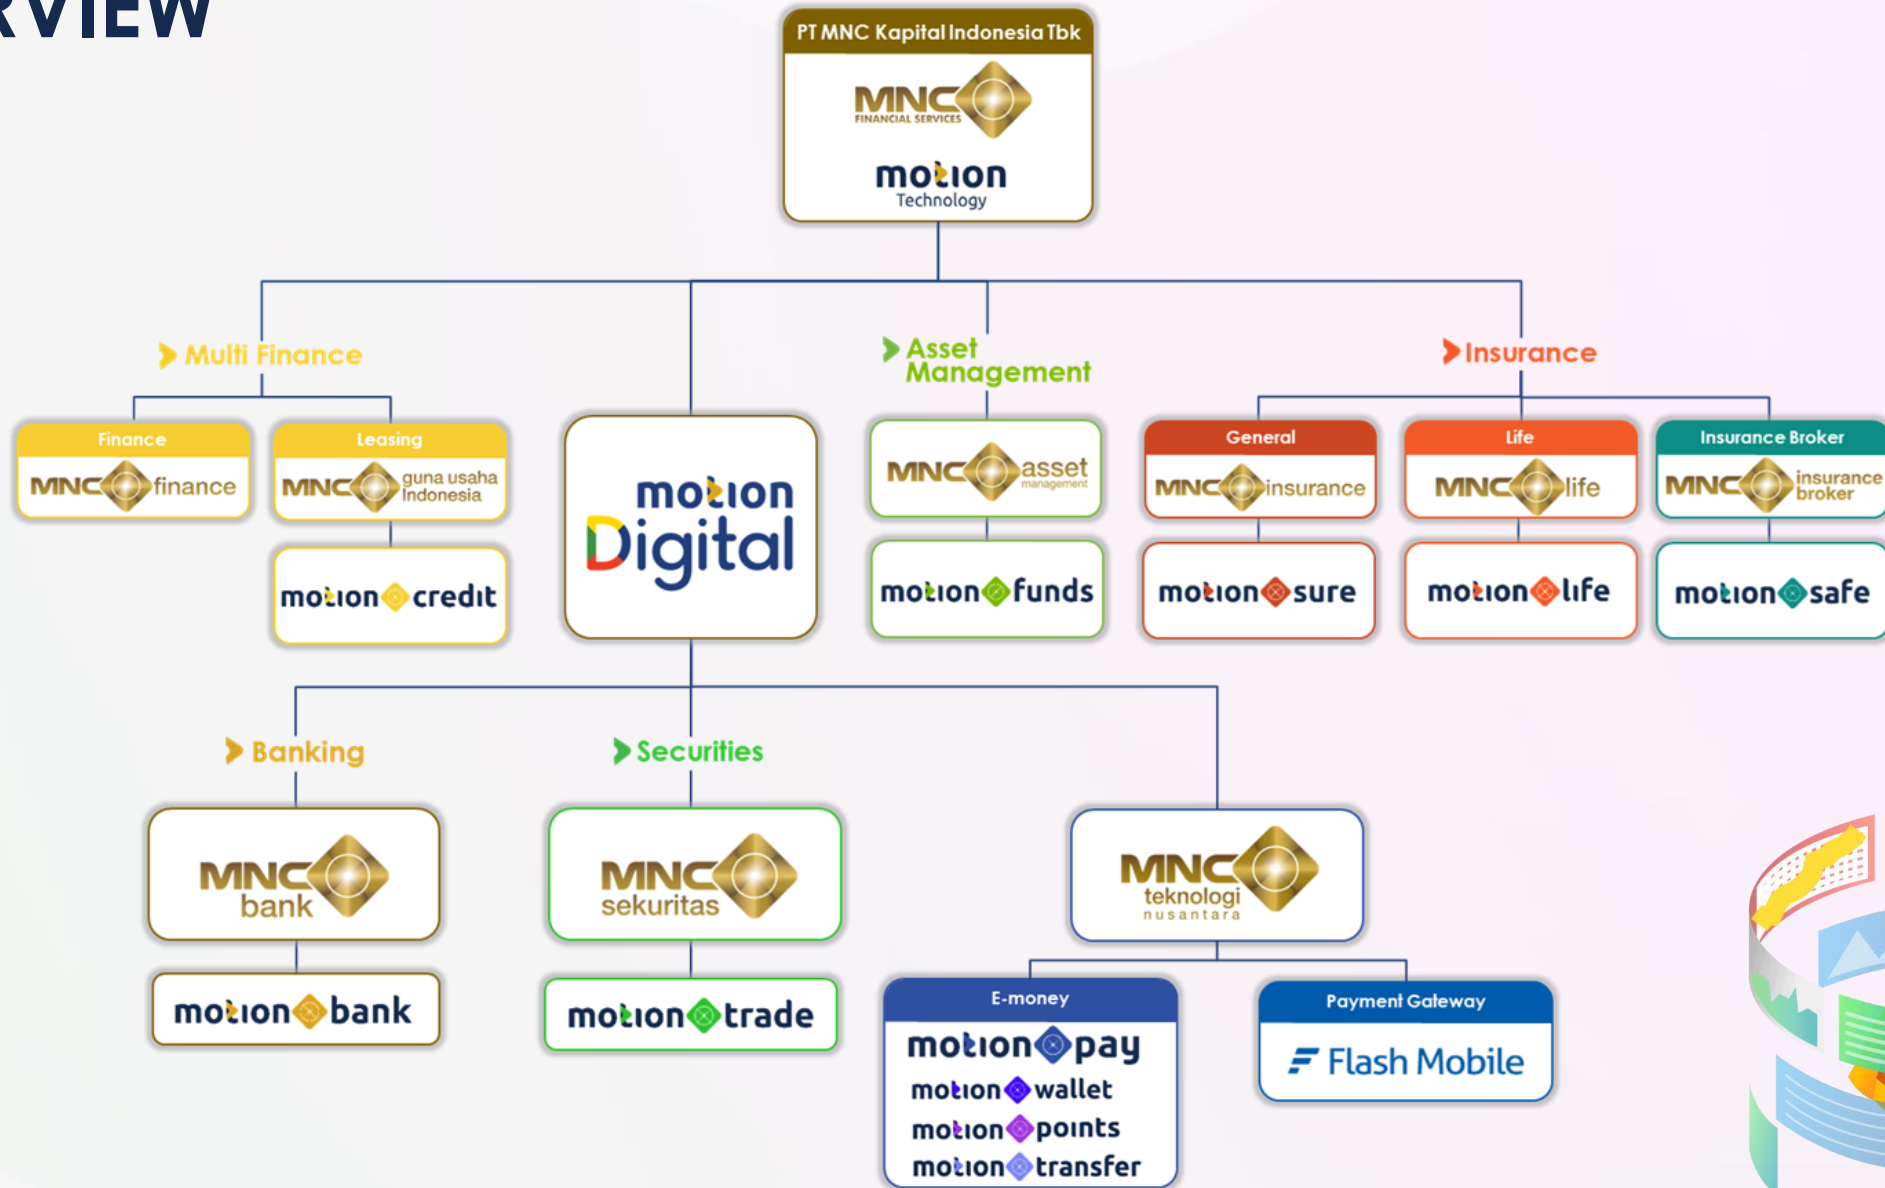 RVIEW
PT MNC Kapital Indonesia Tbk
MNC
FINANCIAL SERVICES
motion
Technology
Multi Finance
Asset
Management
Insurance
Finance
MNC finance
Leasing
MNC guna usaha
Indonesia
motion credit
motion
Digital
MNC asset
management
motion funds
General
MNC insurance
motion sure
Life
MNC life
motion life
Insurance Broker
MNC insurance
broker
motion safe
Banking
Securities
MNC
bank
motion bank
MNC
sekuritas
motion trade
MNC
teknologi
nusantara
E-money
motion pay
motion wallet
motion points
motion transfer
Payment Gateway
Flash Mobile